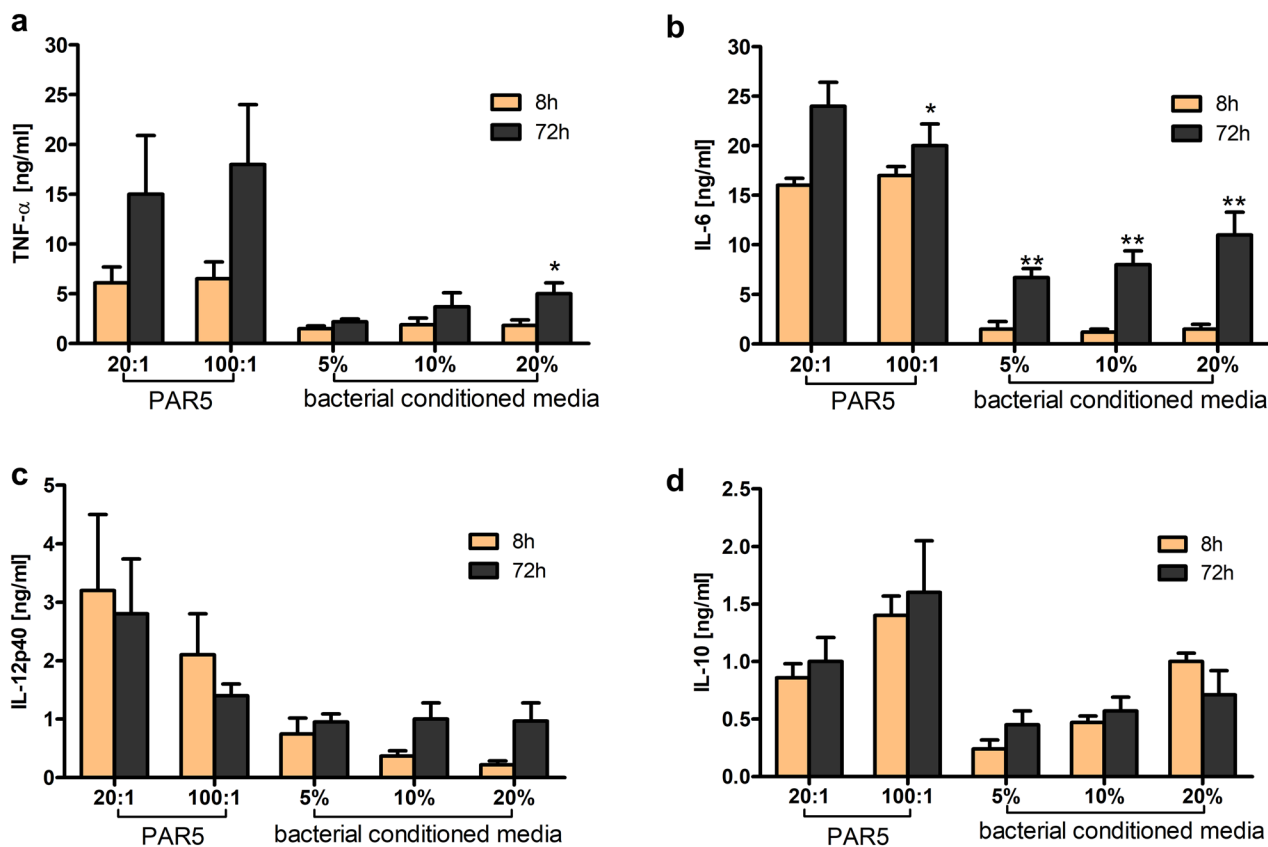 a
TNF-α [ng/ml]
30
25
20
15
10
5
0
8h
72h
*
20:1 100:1 5% 10% 20%
PAR5 bacterial conditioned media
b
IL-6 [ng/ml]
30
25
20
15
10
5
0
8h
72h
*
** ** **
20:1 100:1 5% 10% 20%
PAR5 bacterial conditioned media
c
IL-12p40 [ng/ml]
5
4
3
2
1
0
8h
72h
20:1 100:1 5% 10% 20%
PAR5 bacterial conditioned media
d
IL-10 [ng/ml]
2.5
2.0
1.5
1.0
0.5
0.0
8h
72h
20:1 100:1 5% 10% 20%
PAR5 bacterial conditioned media